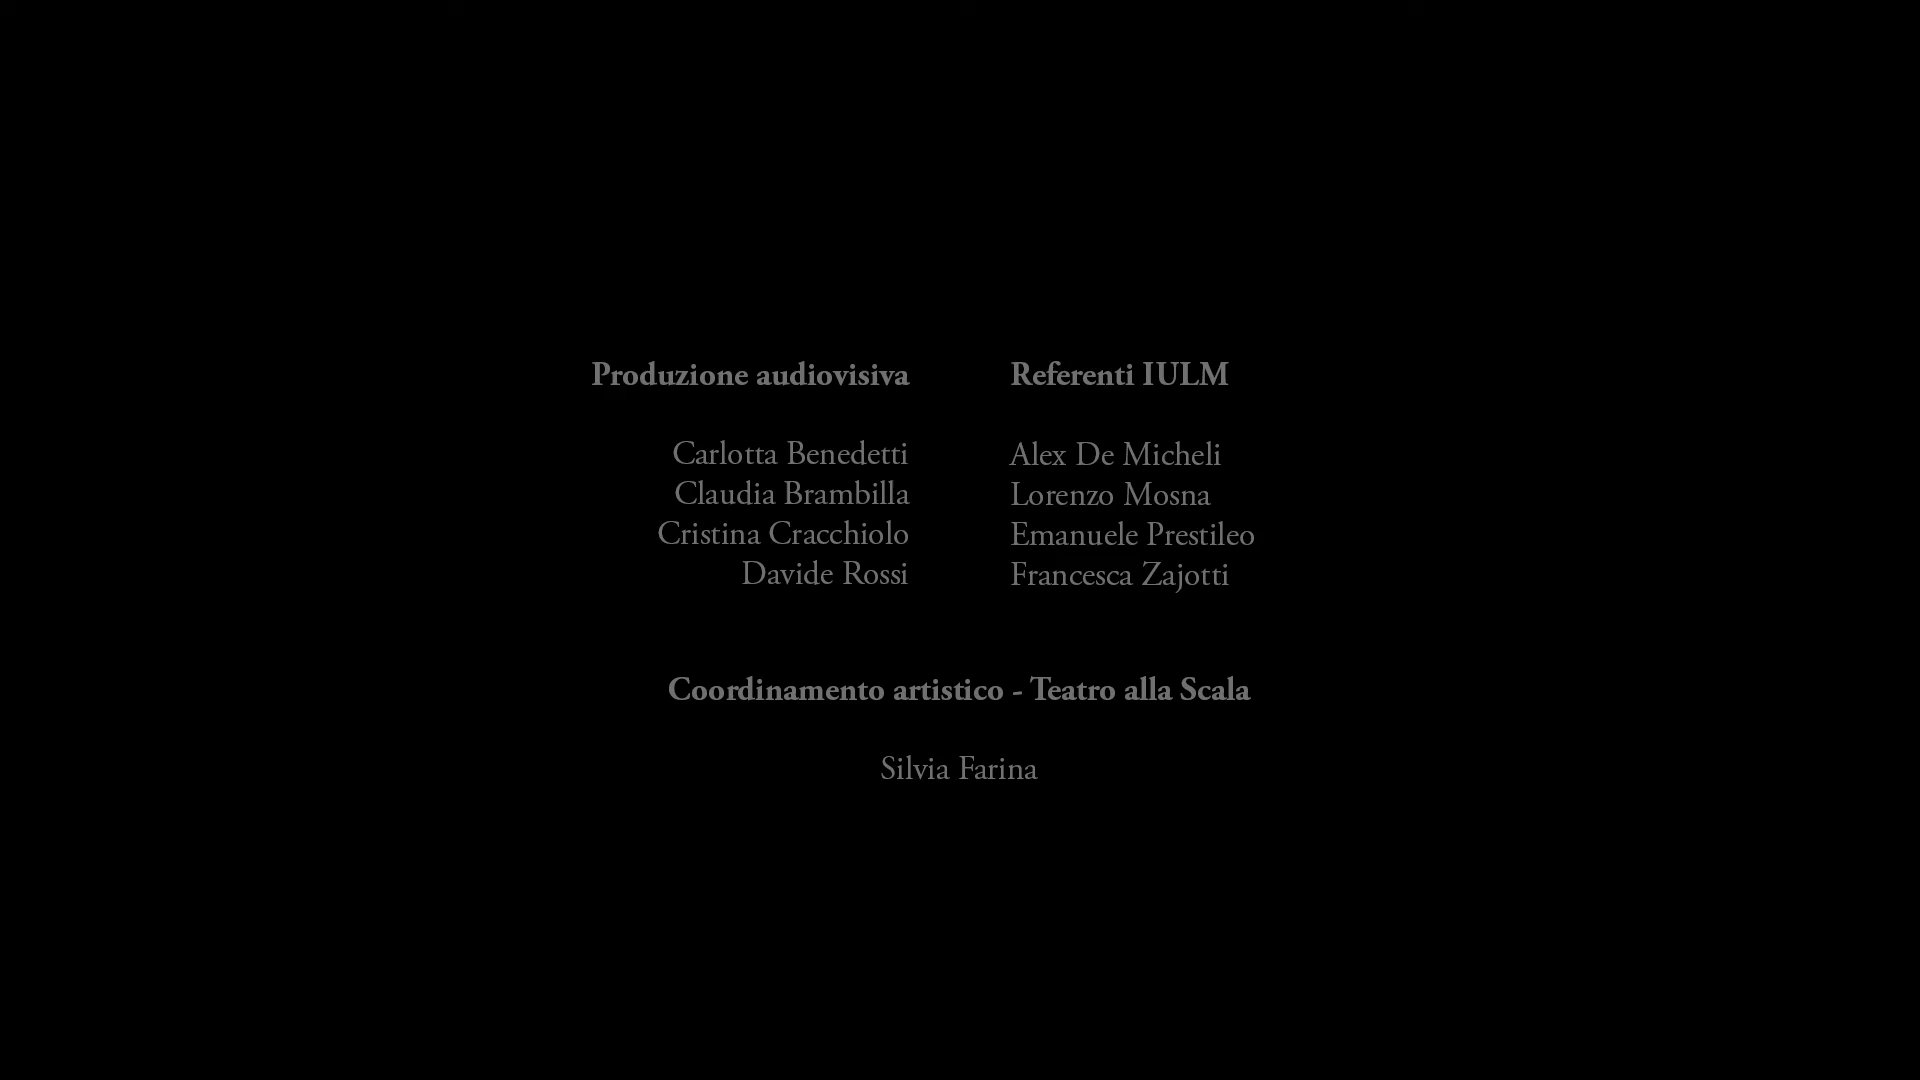 Produzione audiovisiva
Carlotta Benedetti
Claudia Brambilla
Cristina Cracchiolo
Davide Rossi
Referenti IULM
Alex De Micheli
Lorenzo Mosna
Emanuele Prestileo
Francesca Zajotti
Coordinamento artistico - Teatro alla Scala
Silvia Farina